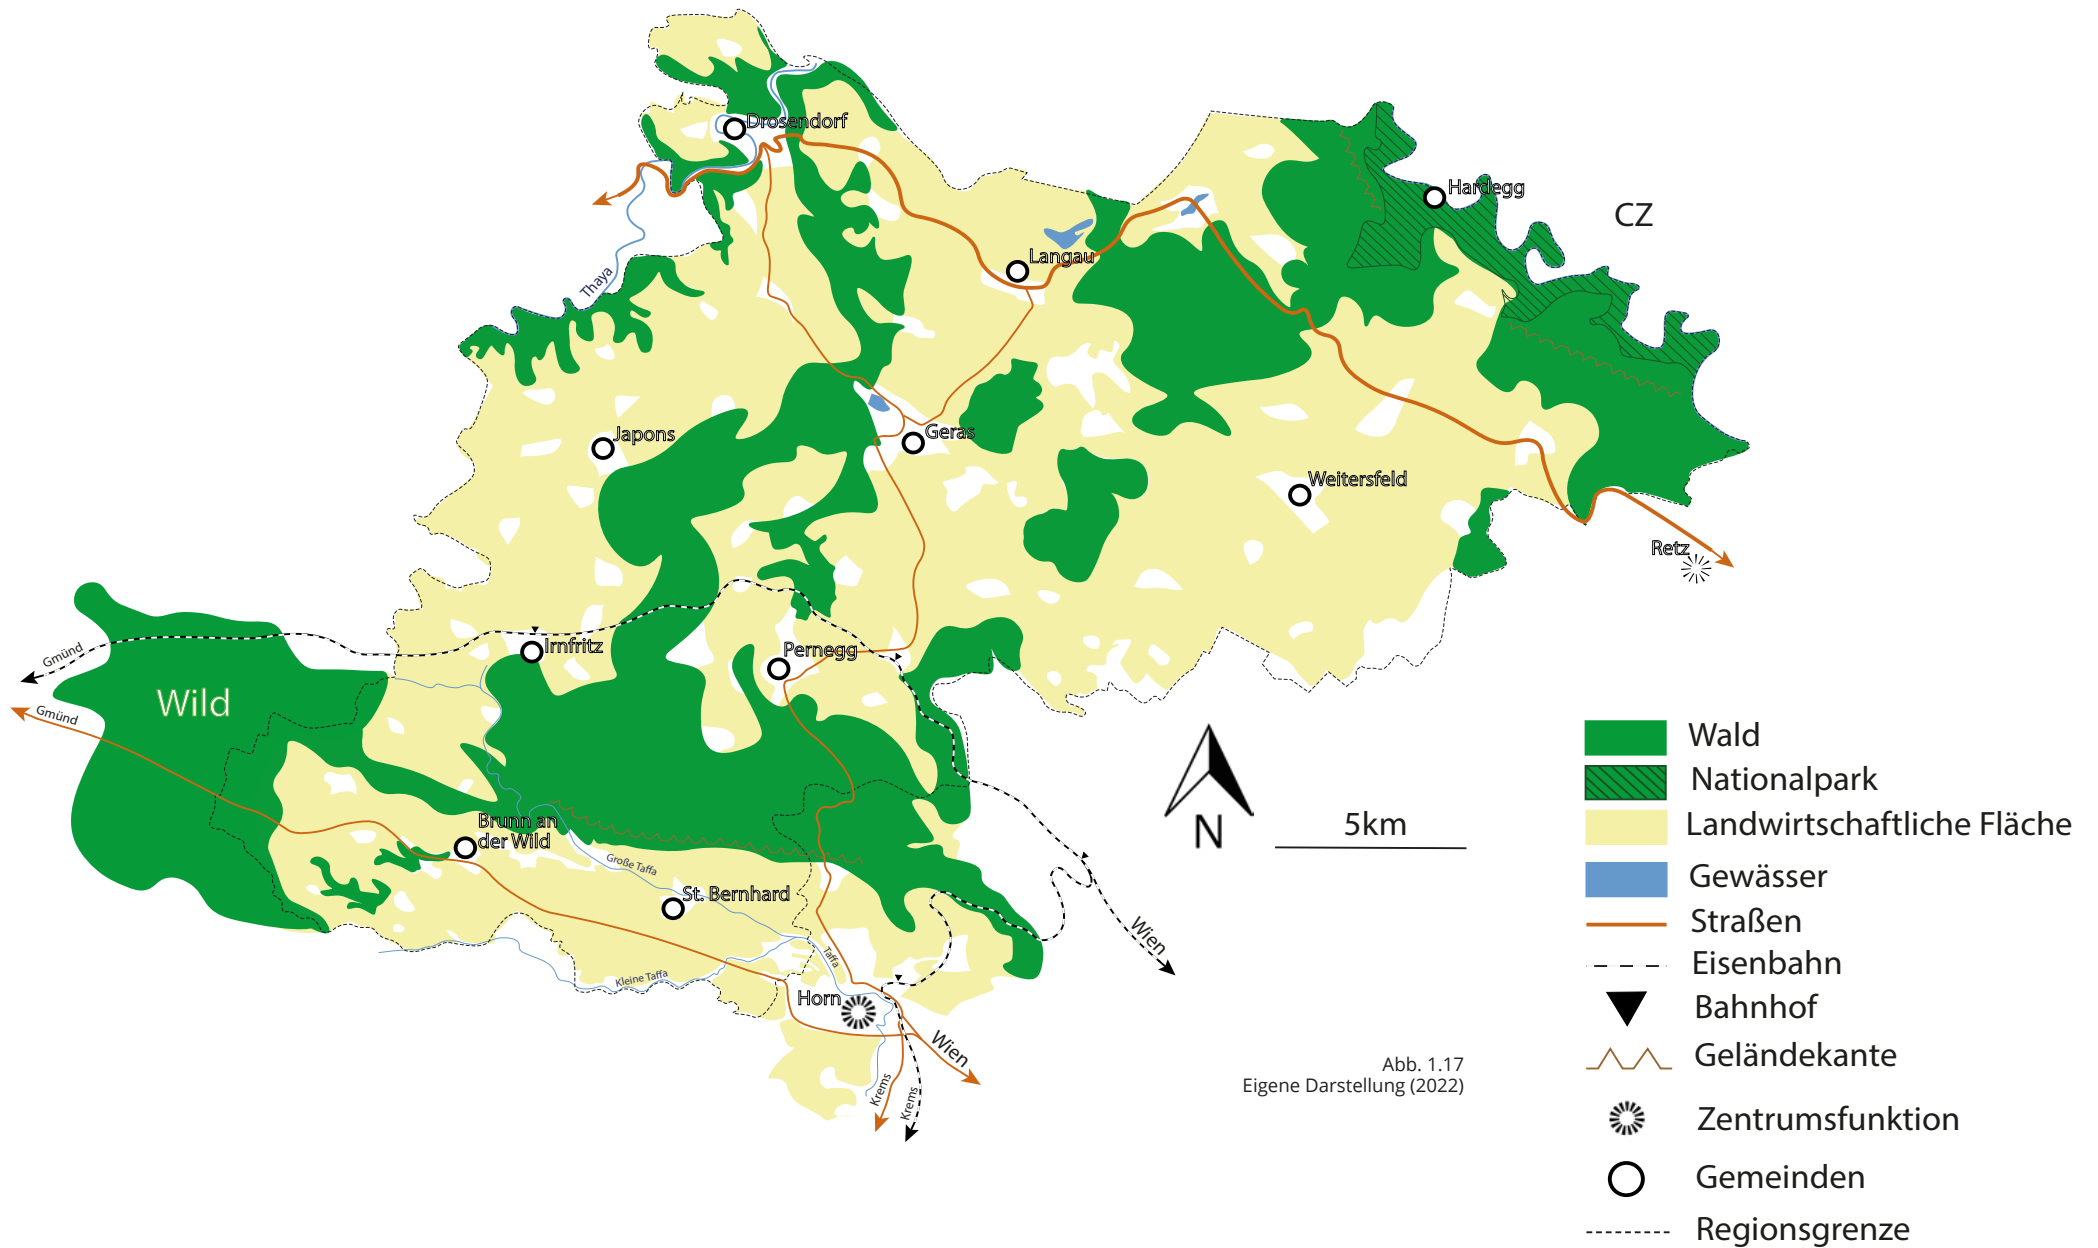 Drosendorf
Hardegg
CZ
Langau
Thaya
Japons
Geras
Weitersfeld
Retz
Gmünd
Irnfritz
Pernegg
Wild
Gmünd
Brunn an
der Wild
Große Taffa
St. Bernhard
Taffa
Kleine Taffa
Horn
Wien
Wien
Krems
Krems
N
5km
Abb. 1.17
Eigene Darstellung (2022)
Wald
Nationalpark
Landwirtschaftliche Fläche
Gewässer
Straßen
Eisenbahn
Bahnhof
Geländekante
Zentrumsfunktion
Gemeinden
Regionsgrenze